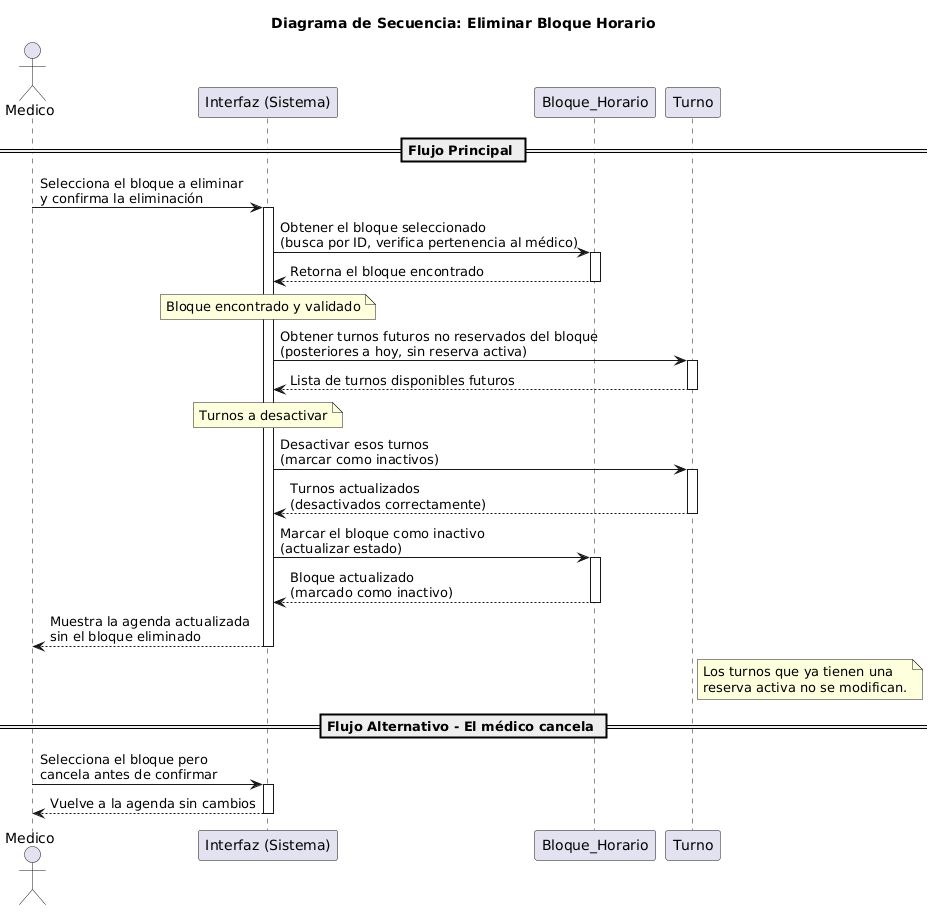 Diagrama de Secuencia: Eliminar Bloque Horario
Medico
Interfaz (Sistema)
Bloque_Horario
Turno
Flujo Principal
Selecciona el bloque a eliminar
y confirma la eliminación
Obtener el bloque seleccionado
(busca por ID, verifica pertenencia al médico)
Retorna el bloque encontrado
Bloque encontrado y validado
Obtener turnos futuros no reservados del bloque
(posteriores a hoy, sin reserva activa)
Lista de turnos disponibles futuros
Turnos a desactivar
Desactivar esos turnos
(marcar como inactivos)
Turnos actualizados
(desactivados correctamente)
Marcar el bloque como inactivo
(actualizar estado)
Bloque actualizado
(marcado como inactivo)
Muestra la agenda actualizada
sin el bloque eliminado
Los turnos que ya tienen una
reserva activa no se modifican.
Flujo Alternativo - El médico cancela
Selecciona el bloque pero
cancela antes de confirmar
Vuelve a la agenda sin cambios
Medico
Interfaz (Sistema)
Bloque_Horario
Turno